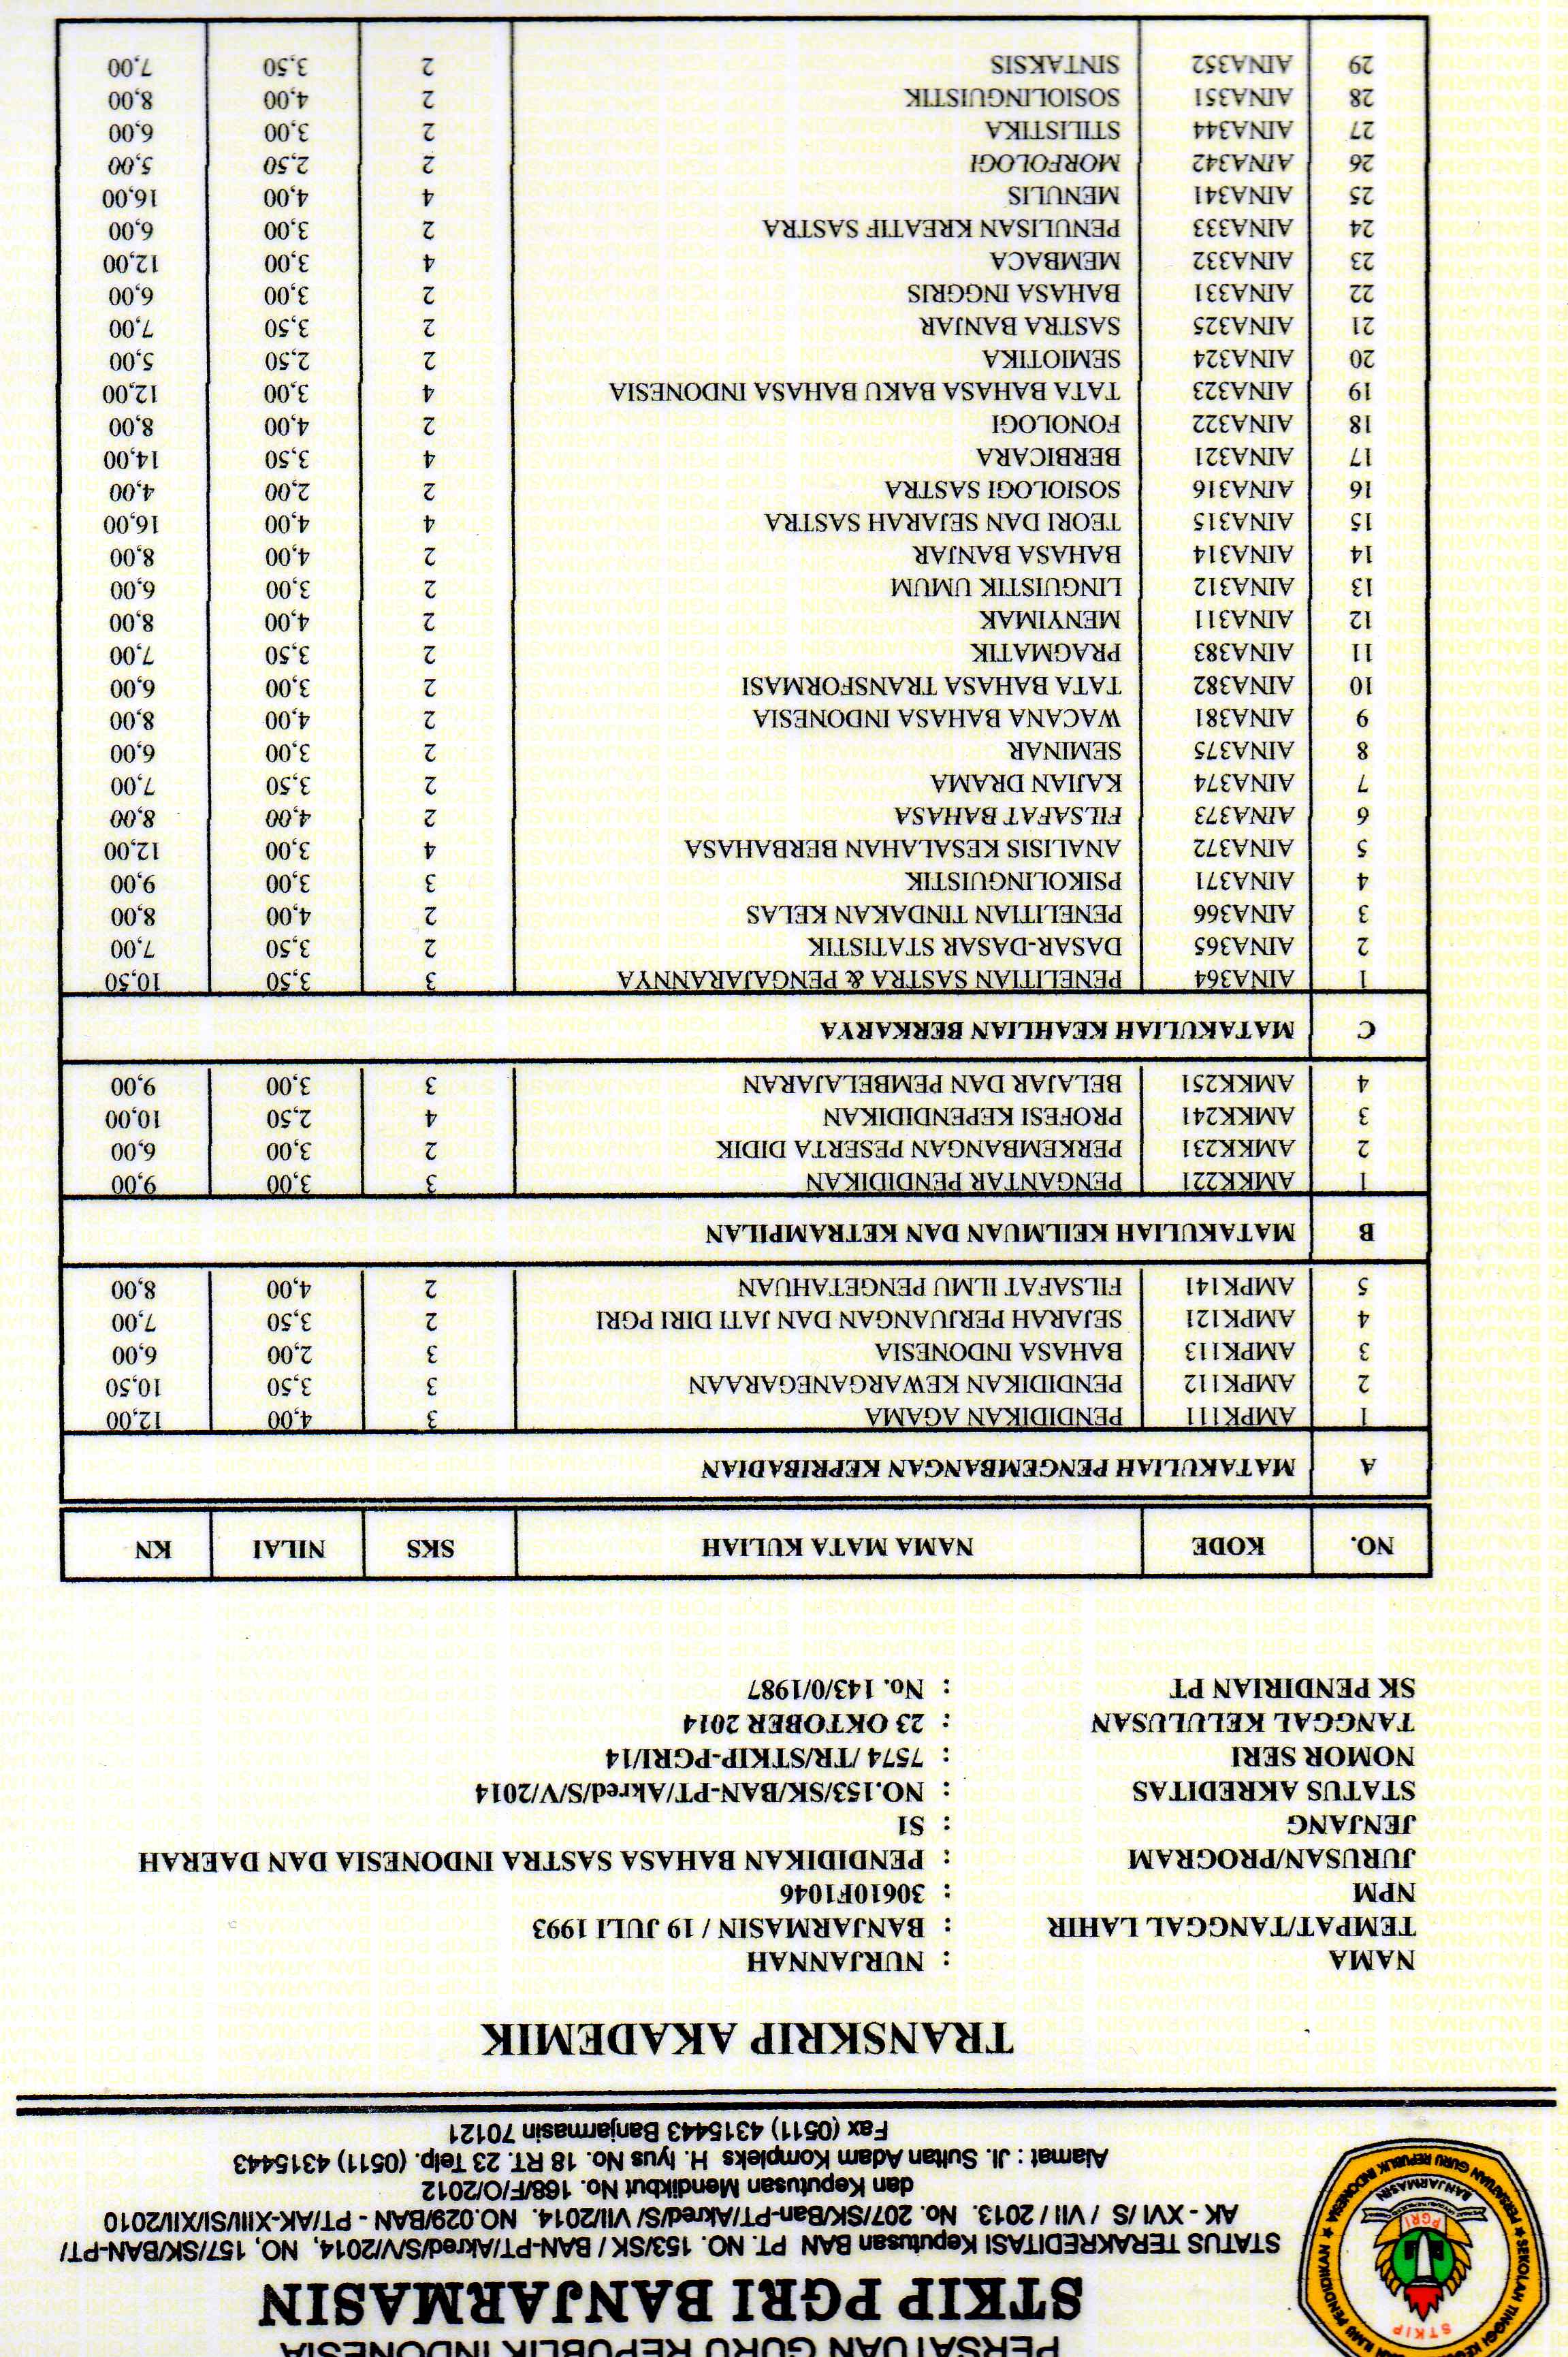 PERSATUAN GURU REPUBLIK INDONESIA
STKIP PGRI BANJARMASIN
STATUS TERAKREDITASI Keputusan BAN PT. NO. 153/SK / BAN-PT/Akred/S/V/2014, NO, 157/SK/BAN-PT/
AK - XVI /S / VII / 2013. No. 207/SK/Ban-PT/Akred/S/ VII/2014. NO.029/BAN - PT/AK-XIII/SI/XII/2010
dan Keputusan Mendikbut No. 168/F/O/2012
Alamat : Jl. Sultan Adam Kompleks H. Iyus No. 18 RT. 23 Telp. (0511) 4315443
Fax (0511) 4315443 Banjarmasin 70121
STKIP
PGRI
BANJARMASIN
PERSATUAN GURU REPUBLIK INDONESIA
TRANSKRIP AKADEMIK
NAMA : NURJANNAH
TEMPAT/TANGGAL LAHIR : BANJARMASIN / 19 JULI 1993
NPM : 30610F1046
JURUSAN/PROGRAM : PENDIDIKAN BAHASA SASTRA INDONESIA DAN DAERAH
JENJANG : S1
STATUS AKREDITAS : NO.153/SK/BAN-PT/Akred/S/V/2014
NOMOR SERI : 7574 /TR/STKIP-PGRI/14
TANGGAL KELULUSAN : 23 OKTOBER 2014
SK PENDIRIAN PT : No. 143/0/1987
NO. KODE NAMA MATA KULIAH SKS NILAI KN
A MATAKULIAH PENGEMBANGAN KEPRIBADIAN
1 AMPK111 PENDIDIKAN AGAMA 3 4,00 12,00
2 AMPK112 PENDIDIKAN KEWARGANEGARAAN 3 3,50 10,50
3 AMPK113 BAHASA INDONESIA 3 2,00 6,00
4 AMPK121 SEJARAH PERJUANGAN DAN JATI DIRI PGRI 2 3,50 7,00
5 AMPK141 FILSAFAT ILMU PENGETAHUAN 2 4,00 8,00
B MATAKULIAH KEILMUAN DAN KETRAMPILAN
1 AMKK221 PENGANTAR PENDIDIKAN 3 3,00 9,00
2 AMKK231 PERKEMBANGAN PESERTA DIDIK 2 3,00 6,00
3 AMKK241 PROFESI KEPENDIDIKAN 4 2,50 10,00
4 AMKK251 BELAJAR DAN PEMBELAJARAN 3 3,00 9,00
C MATAKULIAH KEAHLIAN BERKARYA
1 AINA364 PENELITIAN SASTRA & PENGAJARANNYA 3 3,50 10,50
2 AINA365 DASAR-DASAR STATISTIK 2 3,50 7,00
3 AINA366 PENELITIAN TINDAKAN KELAS 2 4,00 8,00
4 AINA371 PSIKOLINGUISTIK 3 3,00 9,00
5 AINA372 ANALISIS KESALAHAN BERBAHASA 4 3,00 12,00
6 AINA373 FILSAFAT BAHASA 2 4,00 8,00
7 AINA374 KAJIAN DRAMA 2 3,50 7,00
8 AINA375 SEMINAR 2 3,00 6,00
9 AINA381 WACANA BAHASA INDONESIA 2 4,00 8,00
10 AINA382 TATA BAHASA TRANSFORMASI 2 3,00 6,00
11 AINA383 PRAGMATIK 2 3,50 7,00
12 AINA311 MENYIMAK 2 4,00 8,00
13 AINA312 LINGUISTIK UMUM 2 3,00 6,00
14 AINA314 BAHASA BANJAR 2 4,00 8,00
15 AINA315 TEORI DAN SEJARAH SASTRA 4 4,00 16,00
16 AINA316 SOSIOLOGI SASTRA 2 2,00 4,00
17 AINA321 BERBICARA 4 3,50 14,00
18 AINA322 FONOLOGI 2 4,00 8,00
19 AINA323 TATA BAHASA BAKU BAHASA INDONESIA 4 3,00 12,00
20 AINA324 SEMIOTIKA 2 2,50 5,00
21 AINA325 SASTRA BANJAR 2 3,50 7,00
22 AINA331 BAHASA INGGRIS 2 3,00 6,00
23 AINA332 MEMBACA 4 3,00 12,00
24 AINA333 PENULISAN KREATIF SASTRA 2 3,00 6,00
25 AINA341 MENULIS 4 4,00 16,00
26 AINA342 MORFOLOGI 2 2,50 5,00
27 AINA344 STILISTIKA 2 3,00 6,00
28 AINA351 SOSIOLINGUISTIK 2 4,00 8,00
29 AINA352 SINTAKSIS 2 3,50 7,00